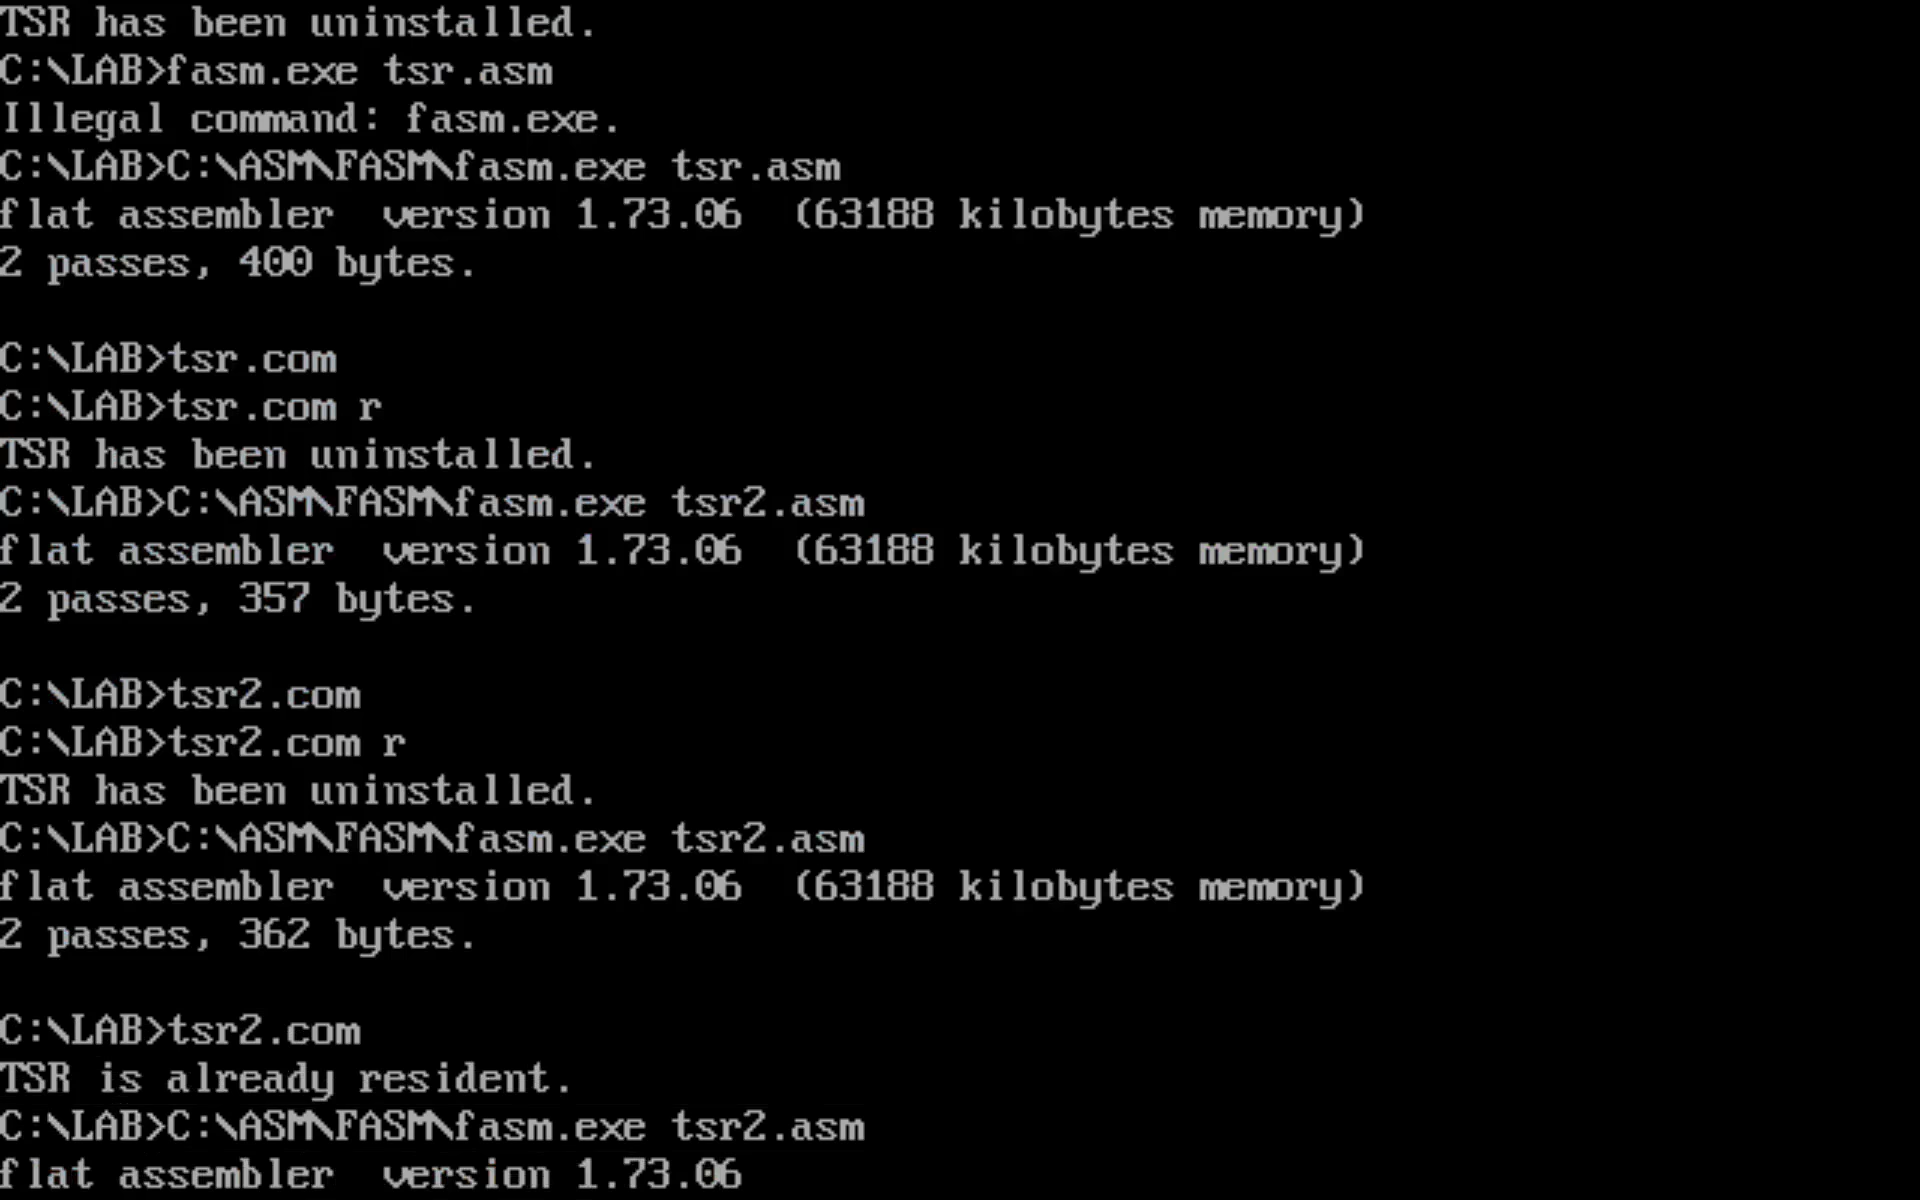 TSR has been uninstalled.
C:\LAB>fasm.exe tsr.asm
Illegal command: fasm.exe.
C:\LAB>C:\ASM\FASM\fasm.exe tsr.asm
flat assembler  version 1.73.06  (63188 kilobytes memory)
2 passes, 400 bytes.

C:\LAB>tsr.com
C:\LAB>tsr.com r
TSR has been uninstalled.
C:\LAB>C:\ASM\FASM\fasm.exe tsr2.asm
flat assembler  version 1.73.06  (63188 kilobytes memory)
2 passes, 357 bytes.

C:\LAB>tsr2.com
C:\LAB>tsr2.com r
TSR has been uninstalled.
C:\LAB>C:\ASM\FASM\fasm.exe tsr2.asm
flat assembler  version 1.73.06  (63188 kilobytes memory)
2 passes, 362 bytes.

C:\LAB>tsr2.com
TSR is already resident.
C:\LAB>C:\ASM\FASM\fasm.exe tsr2.asm
flat assembler  version 1.73.06